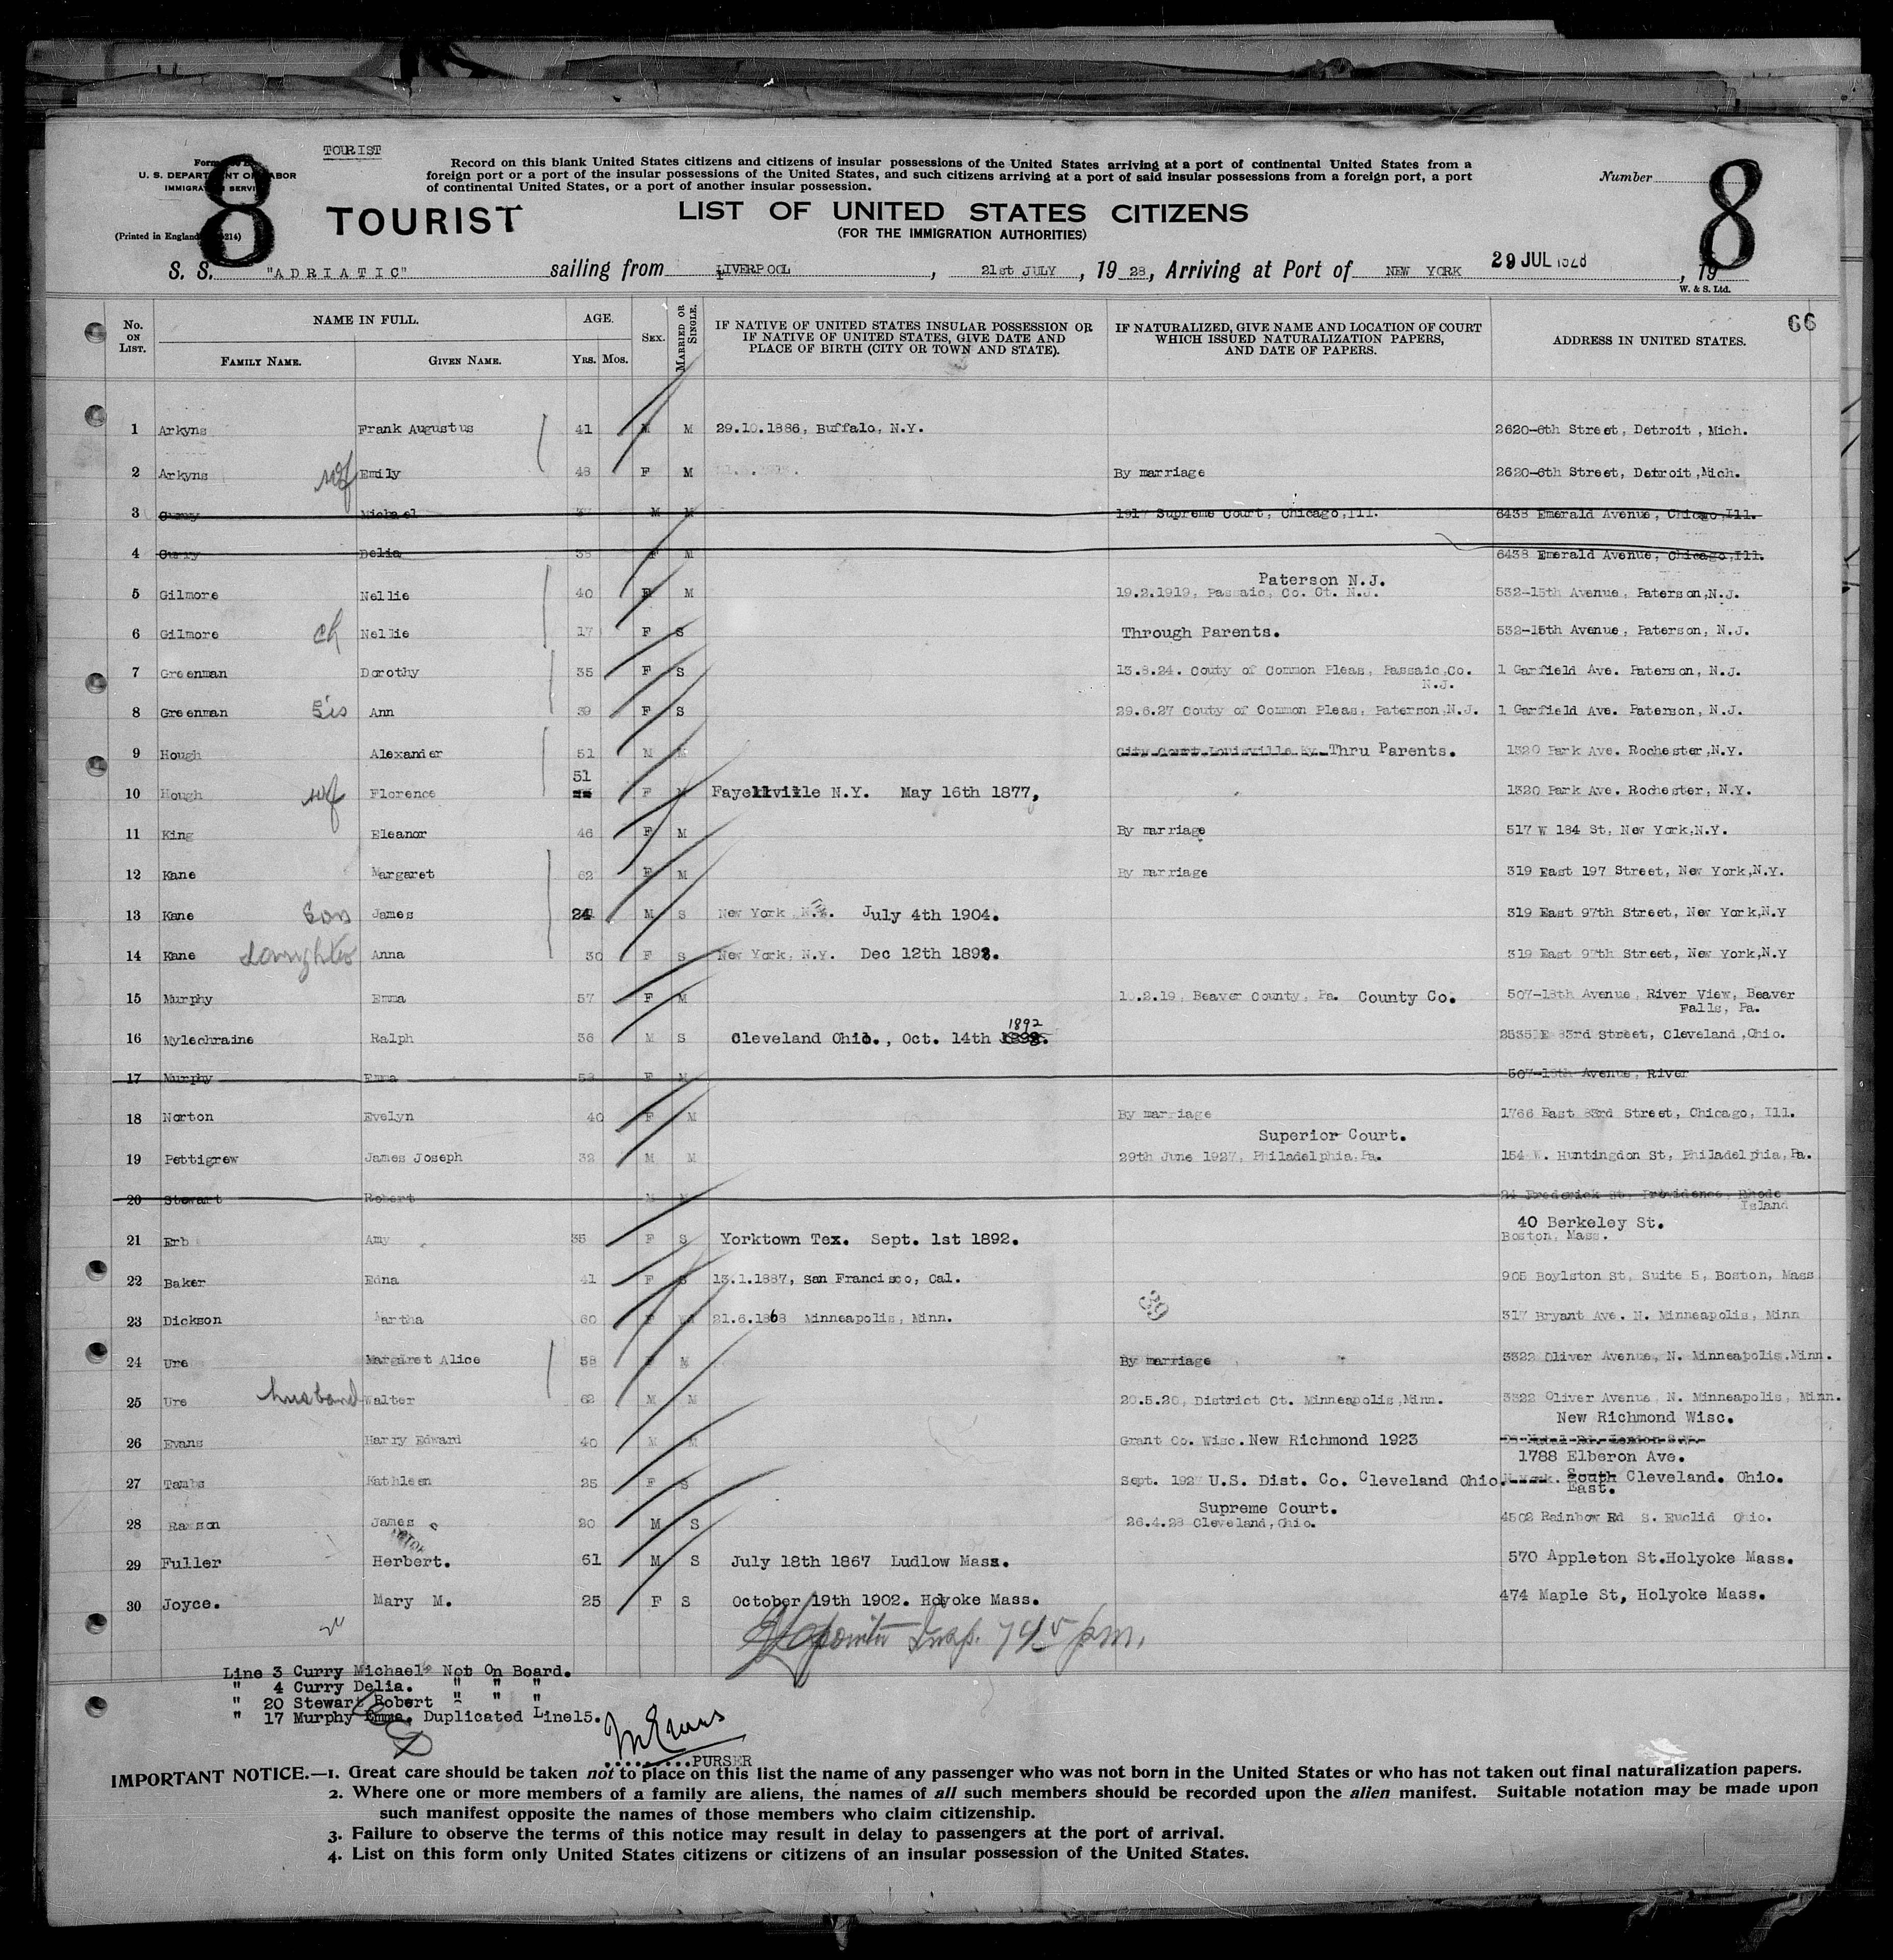 TOURIST
U. S. DEPARTMENT OF LABOR
IMMIGRATION SERVICE
(Printed in England
8
TOURIST
Record on this blank United States citizens and citizens of insular possessions of the United States arriving at a port of continental United States from a
foreign port or a port of the insular possessions of the United States, and such citizens arriving at a port of said insular possessions from a foreign port, a port
of continental United States, or a port of another insular possession.
LIST OF UNITED STATES CITIZENS
(FOR THE IMMIGRATION AUTHORITIES)
Number
8
S. S. "ADRIATIC" sailing from LIVERPOOL, 21st JULY, 1928, Arriving at Port of NEW YORK 29 JUL 1928, 19
W. & S. Ltd.
66
No. ON LIST. NAME IN FULL. FAMILY NAME. GIVEN NAME. AGE. YRS. MOS. SEX. MARRIED OR SINGLE. IF NATIVE OF UNITED STATES INSULAR POSSESSION OR IF NATIVE OF UNITED STATES, GIVE DATE AND PLACE OF BIRTH (CITY OR TOWN AND STATE). IF NATURALIZED, GIVE NAME AND LOCATION OF COURT WHICH ISSUED NATURALIZATION PAPERS, AND DATE OF PAPERS. ADDRESS IN UNITED STATES.
1 Arkyns Frank Augustus 41 M M 29.10.1886, Buffalo, N.Y. 2620-6th Street, Detroit, Mich.
2 Arkyns wf Emily 43 F M By marriage 2620-6th Street, Detroit, Mich.
3 Curry Michael 37 M M 1917 Supreme Court, Chicago, Ill. 6438 Emerald Avenue, Chicago, Ill.
4 Curry Delia 38 F M 6438 Emerald Avenue, Chicago, Ill.
Paterson N.J.
5 Gilmore Nellie 40 F M 19.2.1919, Passaic, Co. Ct. N.J. 532-15th Avenue, Paterson, N.J.
6 Gilmore ch Nellie 17 F S Through Parents. 532-15th Avenue, Paterson, N.J.
7 Greenman Dorothy 35 F S 13.8.24. Couty of Common Pleas, Passaic, Co. N.J. 1 Garfield Ave. Paterson, N.J.
8 Greenman Sis Ann 39 F S 29.6.27 Couty of Common Pleas, Paterson, N.J. 1 Garfield Ave. Paterson, N.J.
9 Hough Alexander 51 M M City Court Louisville Ky. Thru Parents. 1320 Park Ave. Rochester, N.Y.
10 Hough wf Florence 51 F M Fayellville N.Y. May 16th 1877, 1320 Park Ave. Rochester, N.Y.
11 King Eleanor 46 F M By marriage 517 W 184 St, New York, N.Y.
12 Kane Margaret 62 F M By marriage 319 East 197 Street, New York, N.Y.
13 Kane Son James 24 M S New York N.Y. July 4th 1904. 319 East 97th Street, New York, N.Y
14 Kane daughter Anna 30 F S New York, N.Y. Dec 12th 1898. 319 East 97th Street, New York, N.Y
15 Murphy Emma 57 F M 10.2.19, Beaver County, Pa. County Co. 507-18th Avenue, River View, Beaver Falls, Pa.
16 Mylechraine Ralph 36 M S Cleveland Ohio., Oct. 14th 1892 2535 E 83rd Street, Cleveland, Ohio.
17 Murphy Emma F M 507-18th Avenue, River
18 Norton Evelyn 40 F M By marriage 1766 East 83rd Street, Chicago, Ill.
Superior Court.
19 Pettigrew James Joseph 32 M M 29th June 1927, Philadelphia, Pa. 154 W. Huntingdon St, Philadelphia, Pa.
20 Stewart Robert M M 24 Frederick St, Providence, Rhode Island
40 Berkeley St.
21 Erb Amy 35 F S Yorktown Tex. Sept. 1st 1892. Boston, Mass.
22 Baker Edna 41 F S 13.1.1887, San Francisco, Cal. 905 Boylston St, Suite 5, Boston, Mass
39
23 Dickson Martha 60 F 21.6.1868 Minneapolis, Minn. 317 Bryant Ave. N. Minneapolis, Minn
24 Ure Margaret Alice 58 F M By marriage 3322 Oliver Avenue, N. Minneapolis. Minn.
25 Ure husband Walter 62 M M 20.5.20, District Ct. Minneapolis, Minn. 3322 Oliver Avenue, N. Minneapolis, Minn.
New Richmond Wisc.
26 Evans Harry Edward 40 M M Grant Co. Wisc. New Richmond 1923
1788 Elberon Ave.
27 Tambs Kathleen 25 F S Sept. 1927 U.S. Dist. Co. Cleveland Ohio. South Cleveland. Ohio.
East.
Supreme Court.
28 Rawson James 20 M S 26.4.28 Cleveland, Ohio. 4502 Rainbow Rd S. Euclid Ohio.
29 Fuller Herbert. 61 M S July 18th 1867 Ludlow Mass. 570 Appleton St. Holyoke Mass.
30 Joyce. Mary M. 25 F S October 19th 1902. Holyoke Mass. 474 Maple St, Holyoke Mass.
Insp. 745 pm.
Line 3 Curry Michael Not On Board.
" 4 Curry Delia. " " "
" 20 Stewart Robert " " "
" 17 Murphy Emma. Duplicated Line15.
M Evans
PURSER
IMPORTANT NOTICE.—1. Great care should be taken not to place on this list the name of any passenger who was not born in the United States or who has not taken out final naturalization papers.
2. Where one or more members of a family are aliens, the names of all such members should be recorded upon the alien manifest. Suitable notation may be made upon
such manifest opposite the names of those members who claim citizenship.
3. Failure to observe the terms of this notice may result in delay to passengers at the port of arrival.
4. List on this form only United States citizens or citizens of an insular possession of the United States.